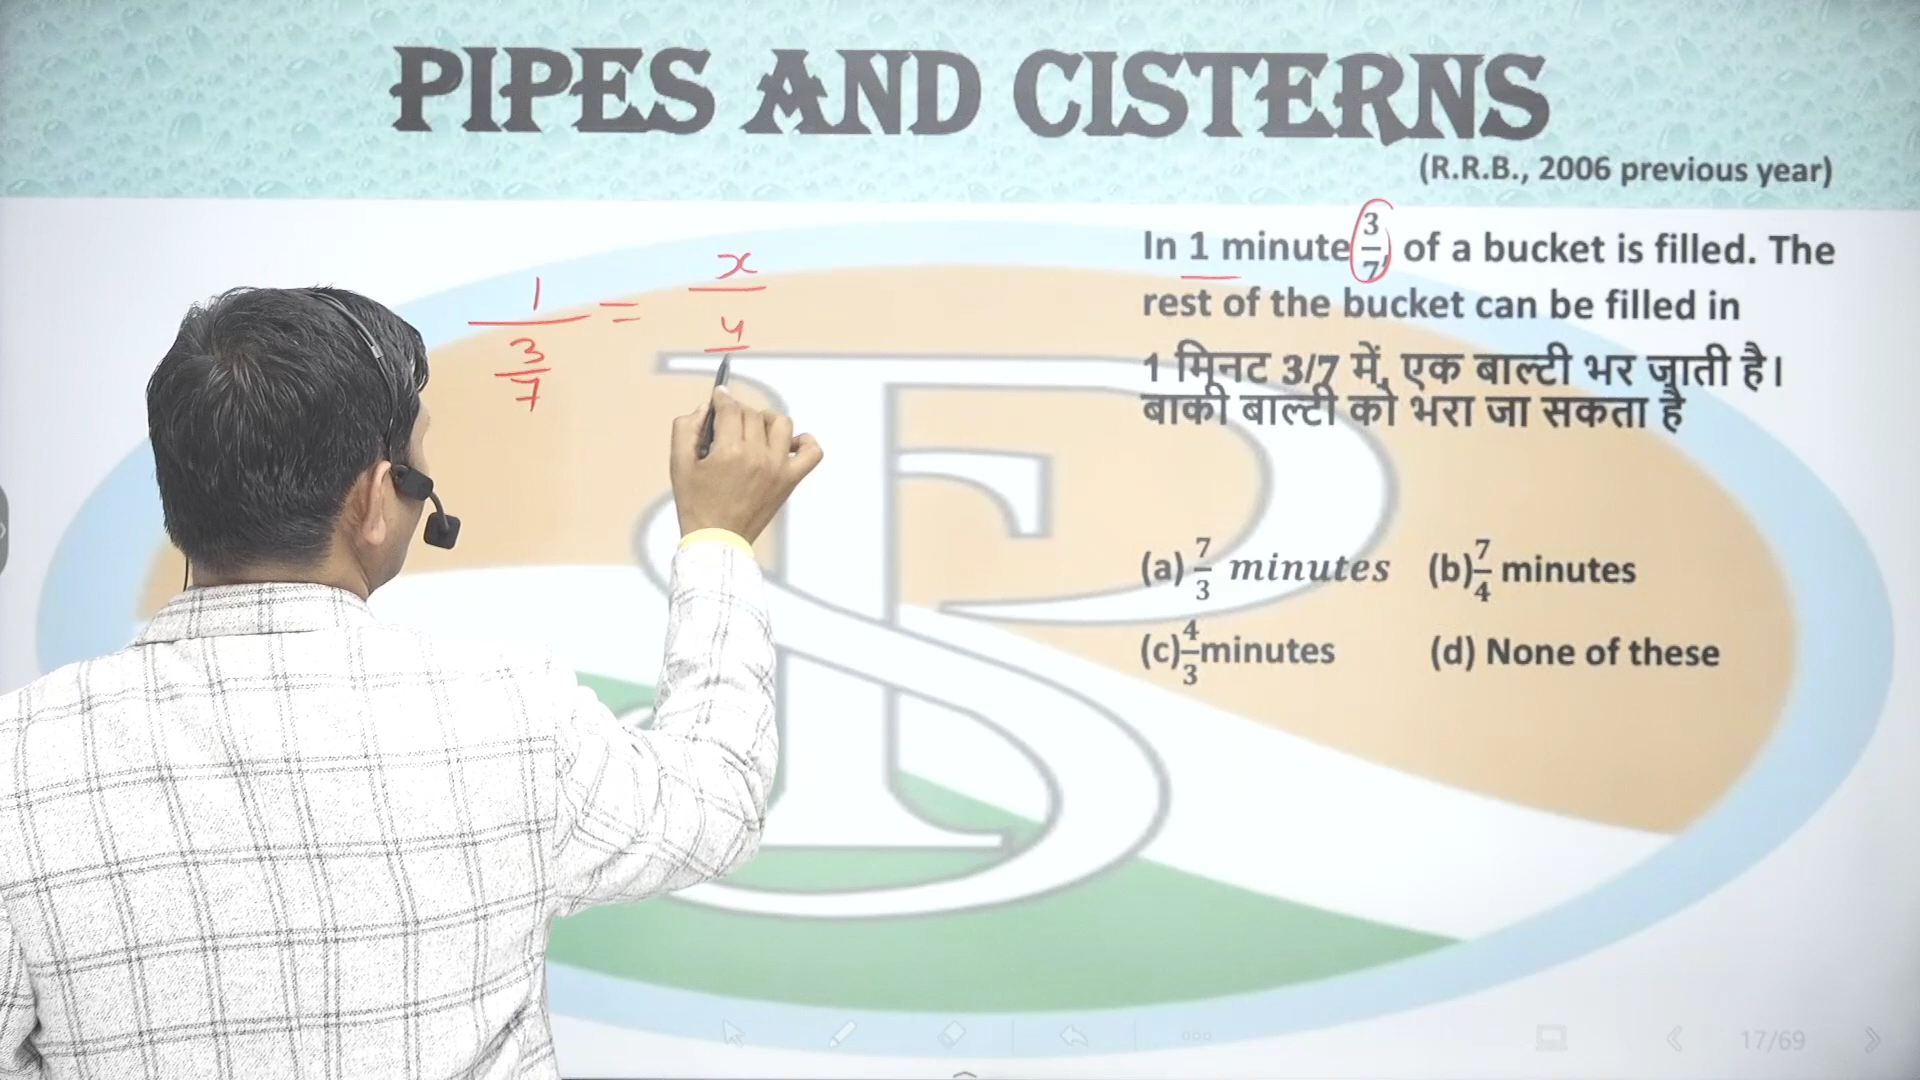 PIPES AND CISTERNS
(R.R.B., 2006 previous year)
In 1 minute 3/7, of a bucket is filled. The
rest of the bucket can be filled in
1 मिनट 3/7 में, एक बाल्टी भर जाती है।
बाकी बाल्टी को भरा जा सकता है
(a) 7/3 minutes (b) 7/4 minutes
(c) 4/3 minutes (d) None of these
1/(3/7) = x/4
17/69